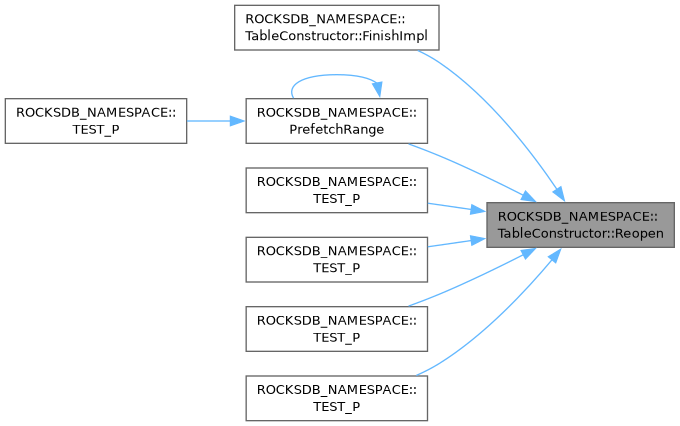 ROCKSDB_NAMESPACE::
TableConstructor::FinishImpl
ROCKSDB_NAMESPACE::
TEST_P
ROCKSDB_NAMESPACE::
PrefetchRange
ROCKSDB_NAMESPACE::
TEST_P
ROCKSDB_NAMESPACE::
TableConstructor::Reopen
ROCKSDB_NAMESPACE::
TEST_P
ROCKSDB_NAMESPACE::
TEST_P
ROCKSDB_NAMESPACE::
TEST_P